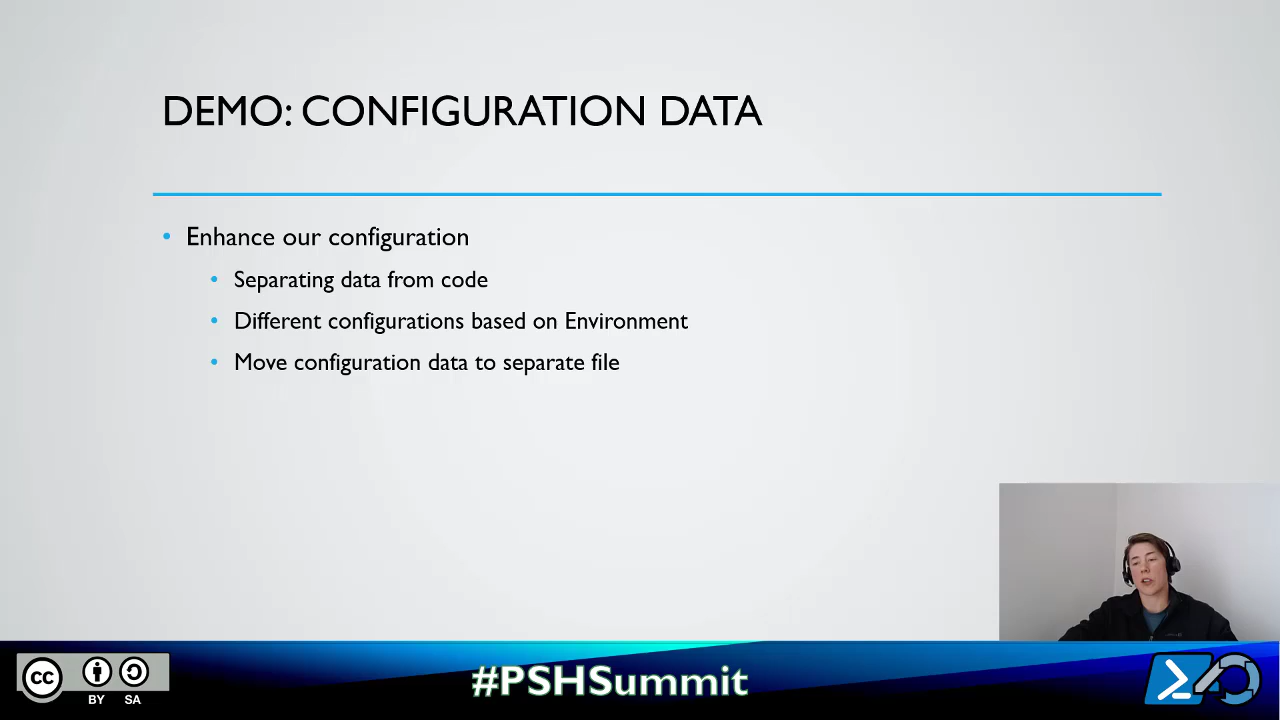 DEMO: CONFIGURATION DATA
• Enhance our configuration
• Separating data from code
• Different configurations based on Environment
• Move configuration data to separate file
cc
BY SA
#PSHSummit